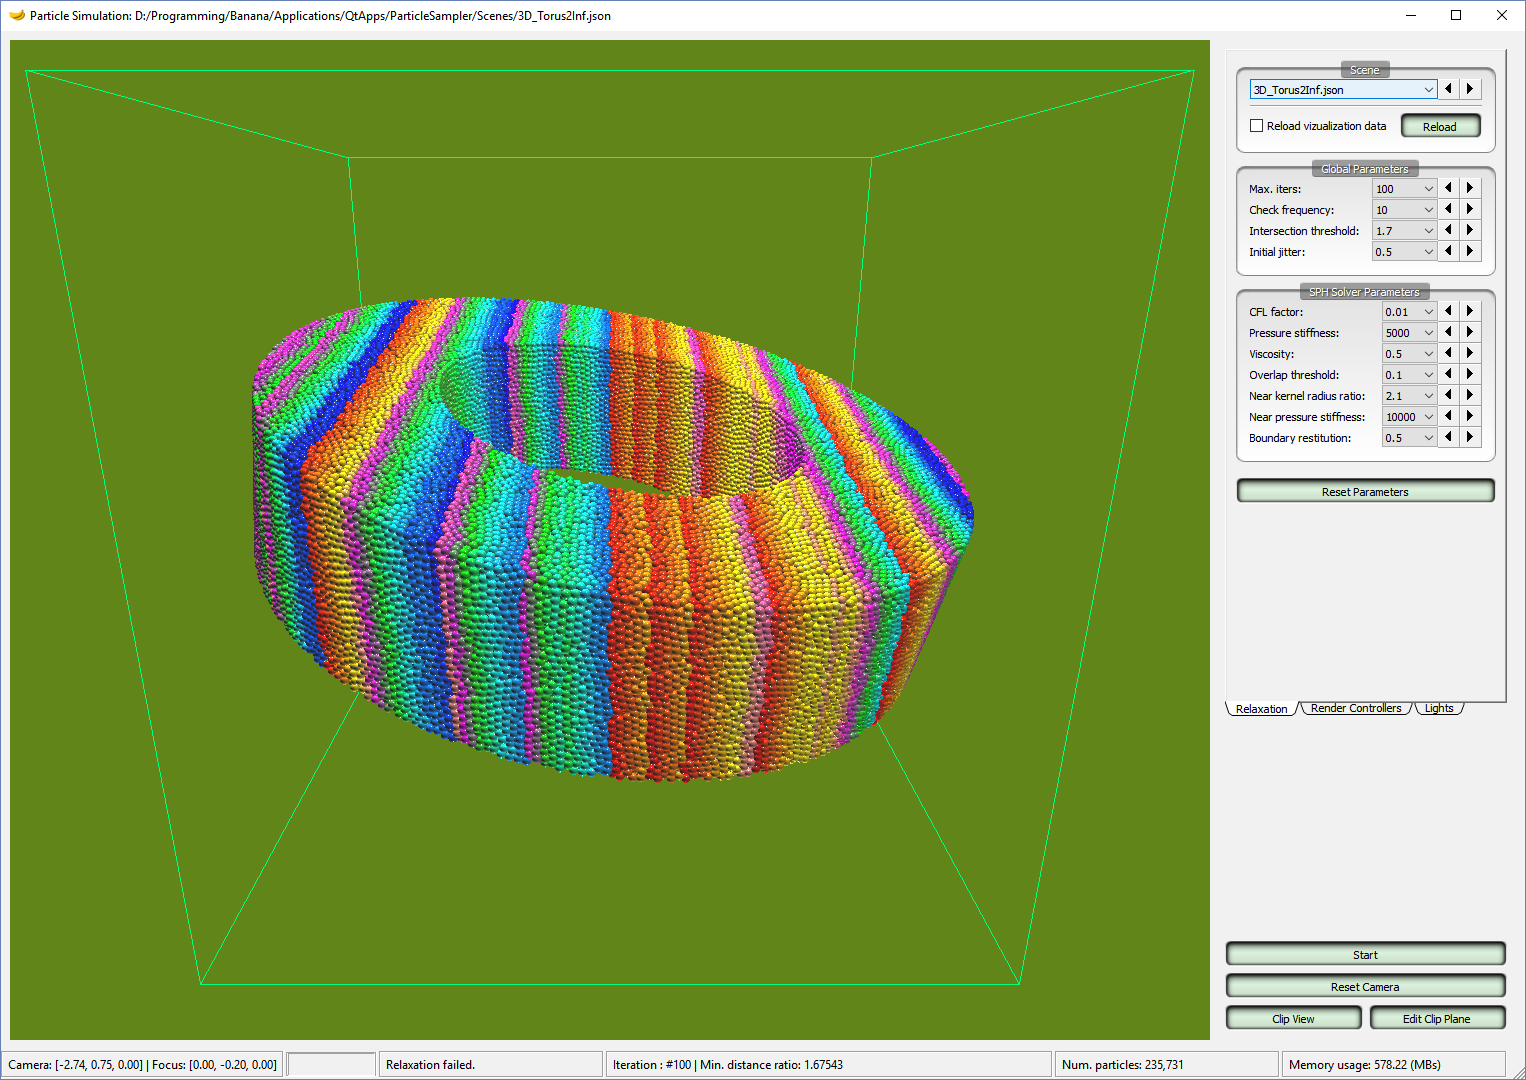 Particle Simulation: D:/Programming/Banana/Applications/QtApps/ParticleSampler/Scenes/3D_Torus2Inf.json
Scene
3D_Torus2Inf.json
Reload vizualization data
Reload
Global Parameters
Max. iters: 100
Check frequency: 10
Intersection threshold: 1.7
Initial jitter: 0.5
SPH Solver Parameters
CFL factor: 0.01
Pressure stiffness: 5000
Viscosity: 0.5
Overlap threshold: 0.1
Near kernel radius ratio: 2.1
Near pressure stiffness: 10000
Boundary restitution: 0.5
Reset Parameters
Relaxation Render Controllers Lights
Start
Reset Camera
Clip View Edit Clip Plane
Camera: [-2.74, 0.75, 0.00] | Focus: [0.00, -0.20, 0.00] Relaxation failed. Iteration : #100 | Min. distance ratio: 1.67543 Num. particles: 235,731 Memory usage: 578.22 (MBs)